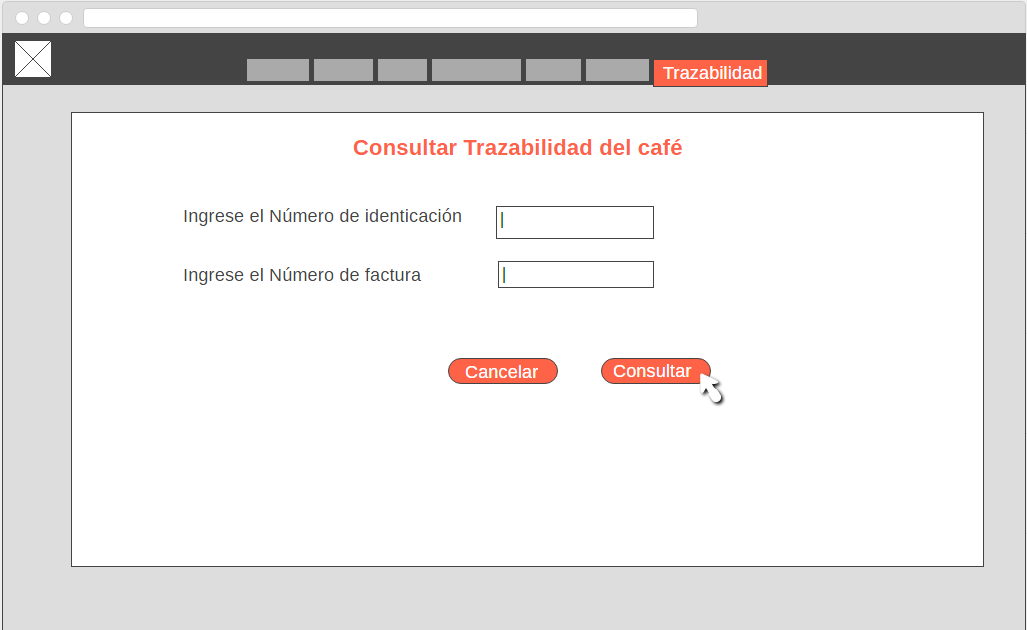 Trazabilidad
Consultar Trazabilidad del café
Ingrese el Número de identicación
Ingrese el Número de factura
Cancelar
Consultar